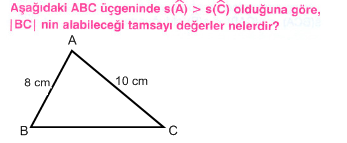 Aşağıdaki ABC üçgeninde s(Â) > s(Ĉ) olduğuna göre,
|BC| nin alabileceği tamsayı değerler nelerdir?
A
8 cm 10 cm
B C